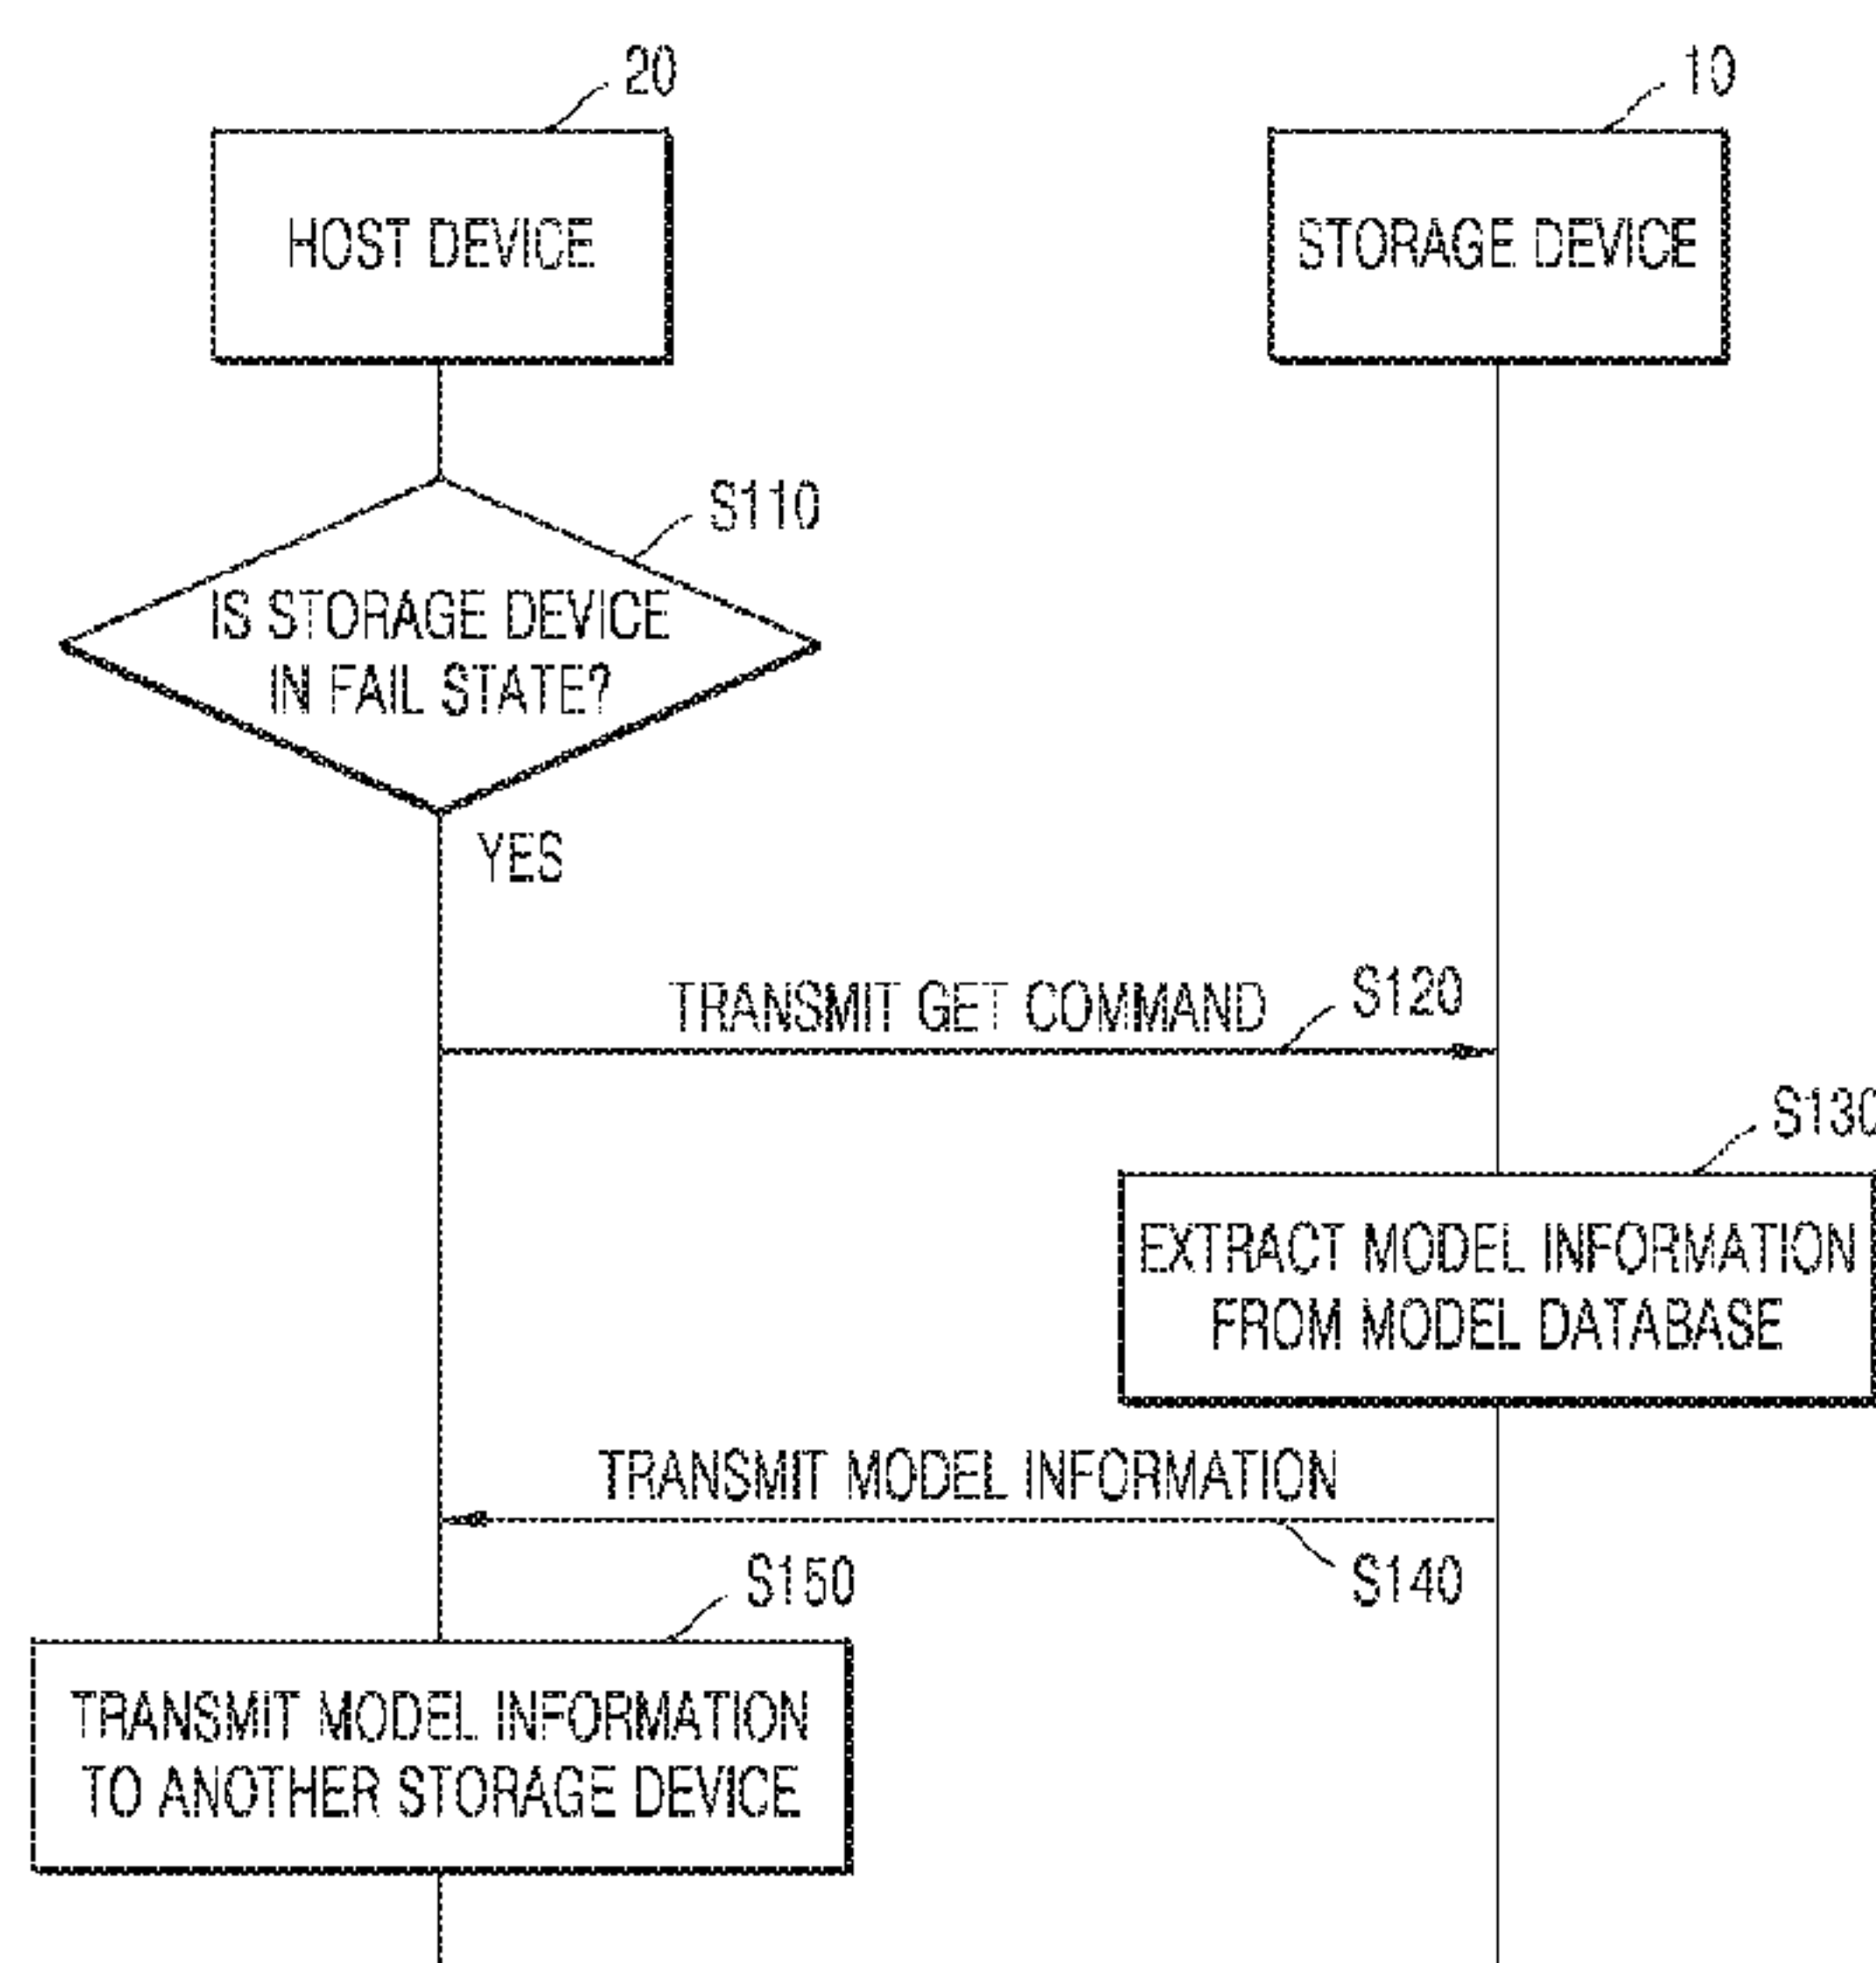 20
10
HOST DEVICE
STORAGE DEVICE
S110
IS STORAGE DEVICE
IN FAIL STATE?
YES
TRANSMIT GET COMMAND
S120
S130
EXTRACT MODEL INFORMATION
FROM MODEL DATABASE
TRANSMIT MODEL INFORMATION
S140
S150
TRANSMIT MODEL INFORMATION
TO ANOTHER STORAGE DEVICE